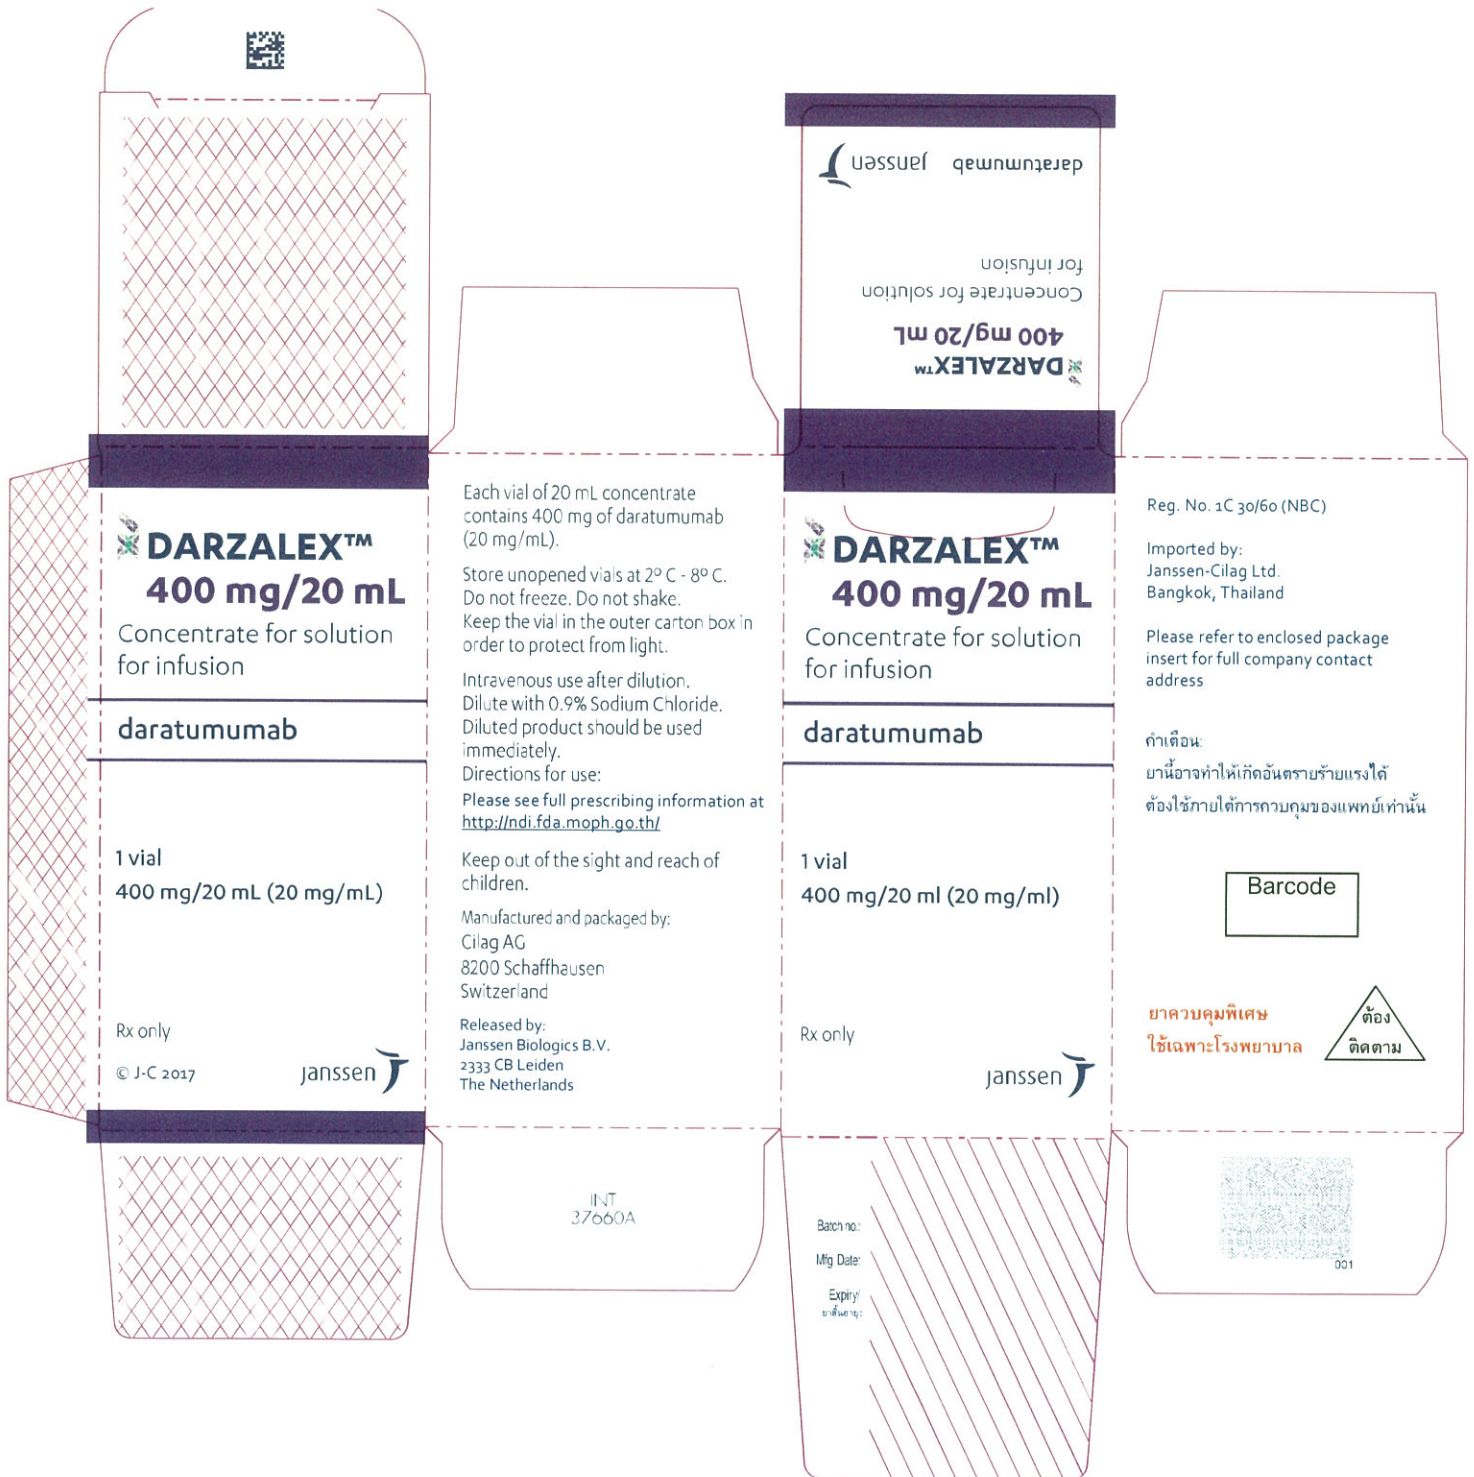 daratumumab janssen
Concentrate for solution
for infusion
400 mg/20 mL
DARZALEX™
DARZALEX™
400 mg/20 mL
Concentrate for solution
for infusion
daratumumab
1 vial
400 mg/20 mL (20 mg/mL)
Rx only
© J-C 2017
janssen
Each vial of 20 mL concentrate
contains 400 mg of daratumumab
(20 mg/mL).
Store unopened vials at 2º C - 8º C.
Do not freeze. Do not shake.
Keep the vial in the outer carton box in
order to protect from light.
Intravenous use after dilution.
Dilute with 0.9% Sodium Chloride.
Diluted product should be used
immediately.
Directions for use:
Please see full prescribing information at
http://ndi.fda.moph.go.th/
Keep out of the sight and reach of
children.
Manufactured and packaged by:
Cilag AG
8200 Schaffhausen
Switzerland
Released by:
Janssen Biologics B.V.
2333 CB Leiden
The Netherlands
INT
37660A
DARZALEX™
400 mg/20 mL
Concentrate for solution
for infusion
daratumumab
1 vial
400 mg/20 ml (20 mg/ml)
Rx only
janssen
Batch no.:
Mfg Date:
Expiry/
ยาสิ้นอายุ:
Reg. No. 1C 30/60 (NBC)
Imported by:
Janssen-Cilag Ltd.
Bangkok, Thailand
Please refer to enclosed package
insert for full company contact
address
คำเตือน:
ยานี้อาจทำให้เกิดอันตรายร้ายแรงได้
ต้องใช้ภายใต้การควบคุมของแพทย์เท่านั้น
Barcode
ยาควบคุมพิเศษ
ใช้เฉพาะโรงพยาบาล
ต้อง
ติดตาม
001